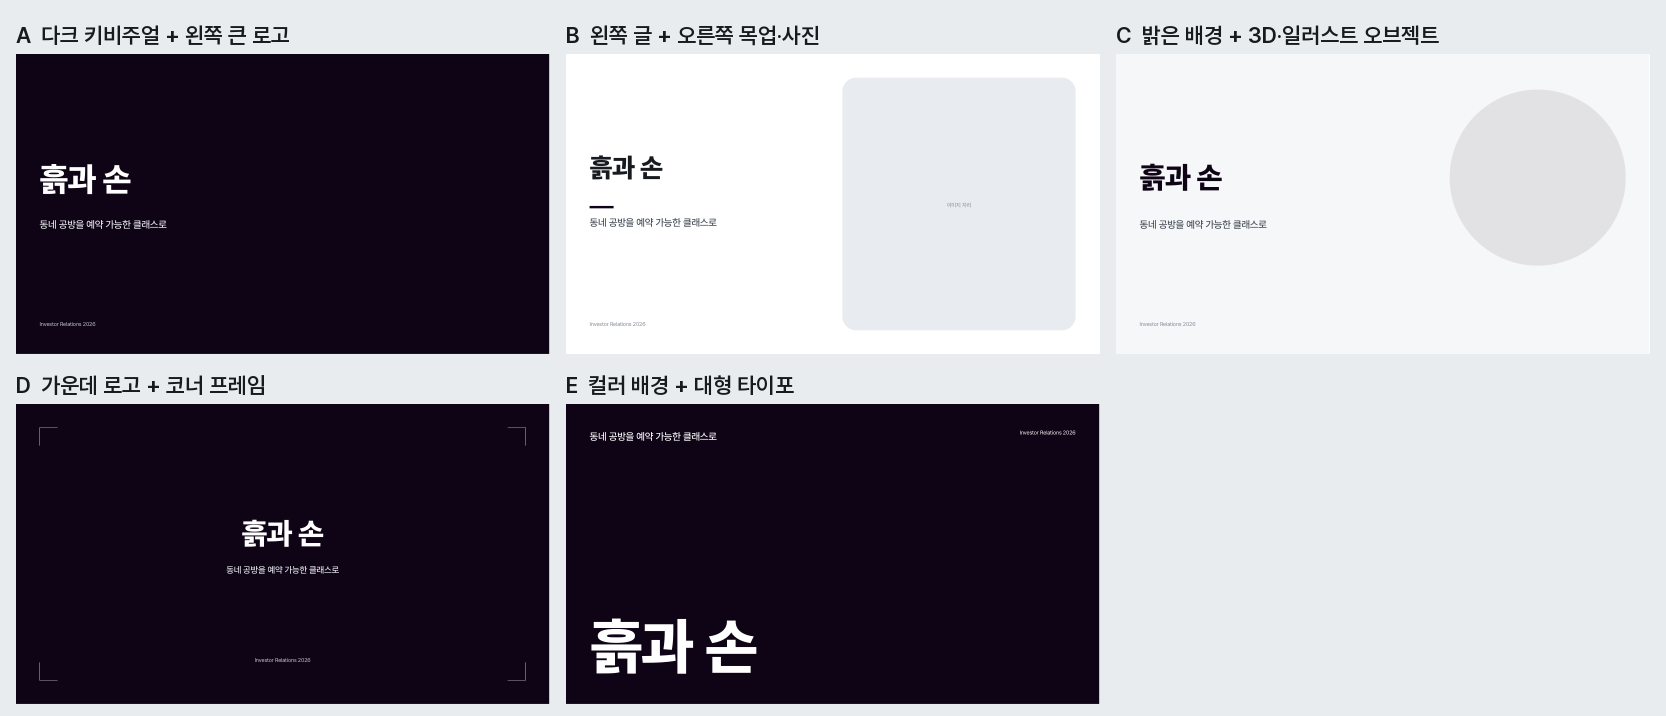 A 다크 키비주얼 + 왼쪽 큰 로고
흙과 손
동네 공방을 예약 가능한 클래스로
Investor Relations 2026
B 왼쪽 글 + 오른쪽 목업·사진
흙과 손
동네 공방을 예약 가능한 클래스로
이미지 자리
Investor Relations 2026
C 밝은 배경 + 3D·일러스트 오브젝트
흙과 손
동네 공방을 예약 가능한 클래스로
Investor Relations 2026
D 가운데 로고 + 코너 프레임
흙과 손
동네 공방을 예약 가능한 클래스로
Investor Relations 2026
E 컬러 배경 + 대형 타이포
동네 공방을 예약 가능한 클래스로
Investor Relations 2026
흙과 손